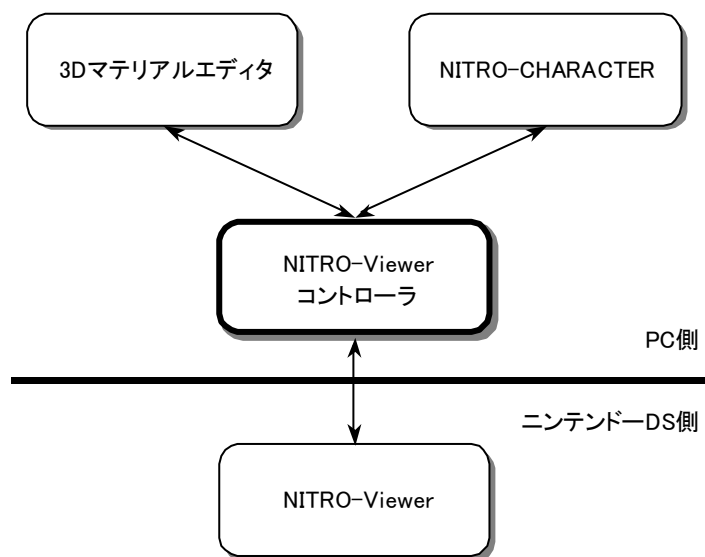 3Dマテリアルエディタ
NITRO-CHARACTER
NITRO-Viewer
コントローラ
PC側
ニンテンドーDS側
NITRO-Viewer